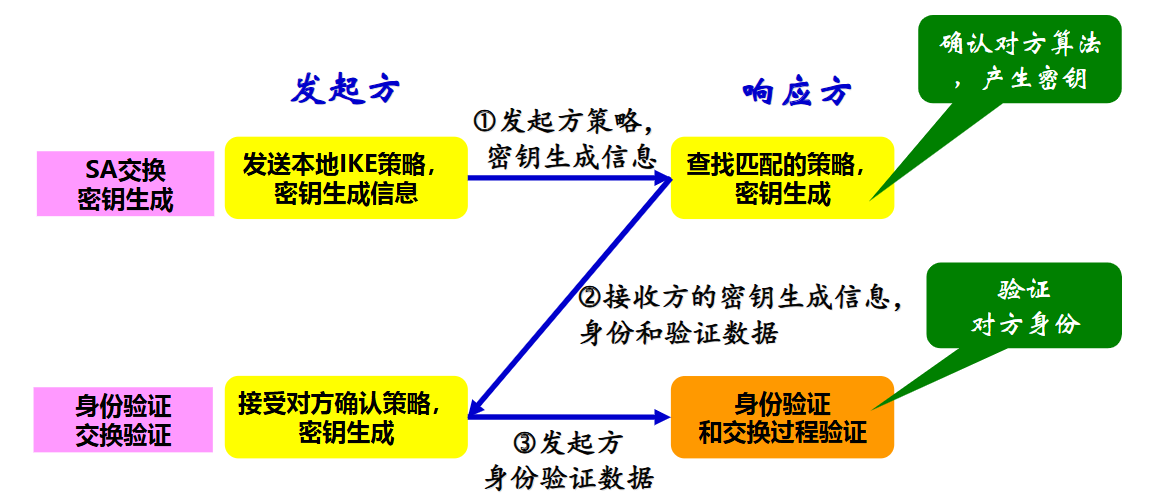 确认对方算法
，产生密钥
发起方
响应方
①发起方策略，
密钥生成信息
SA交换
密钥生成
发送本地IKE策略，
密钥生成信息
查找匹配的策略，
密钥生成
②接收方的密钥生成信息，
身份和验证数据
验证
对方身份
身份验证
交换验证
接受对方确认策略，
密钥生成
身份验证
和交换过程验证
③发起方
身份验证数据